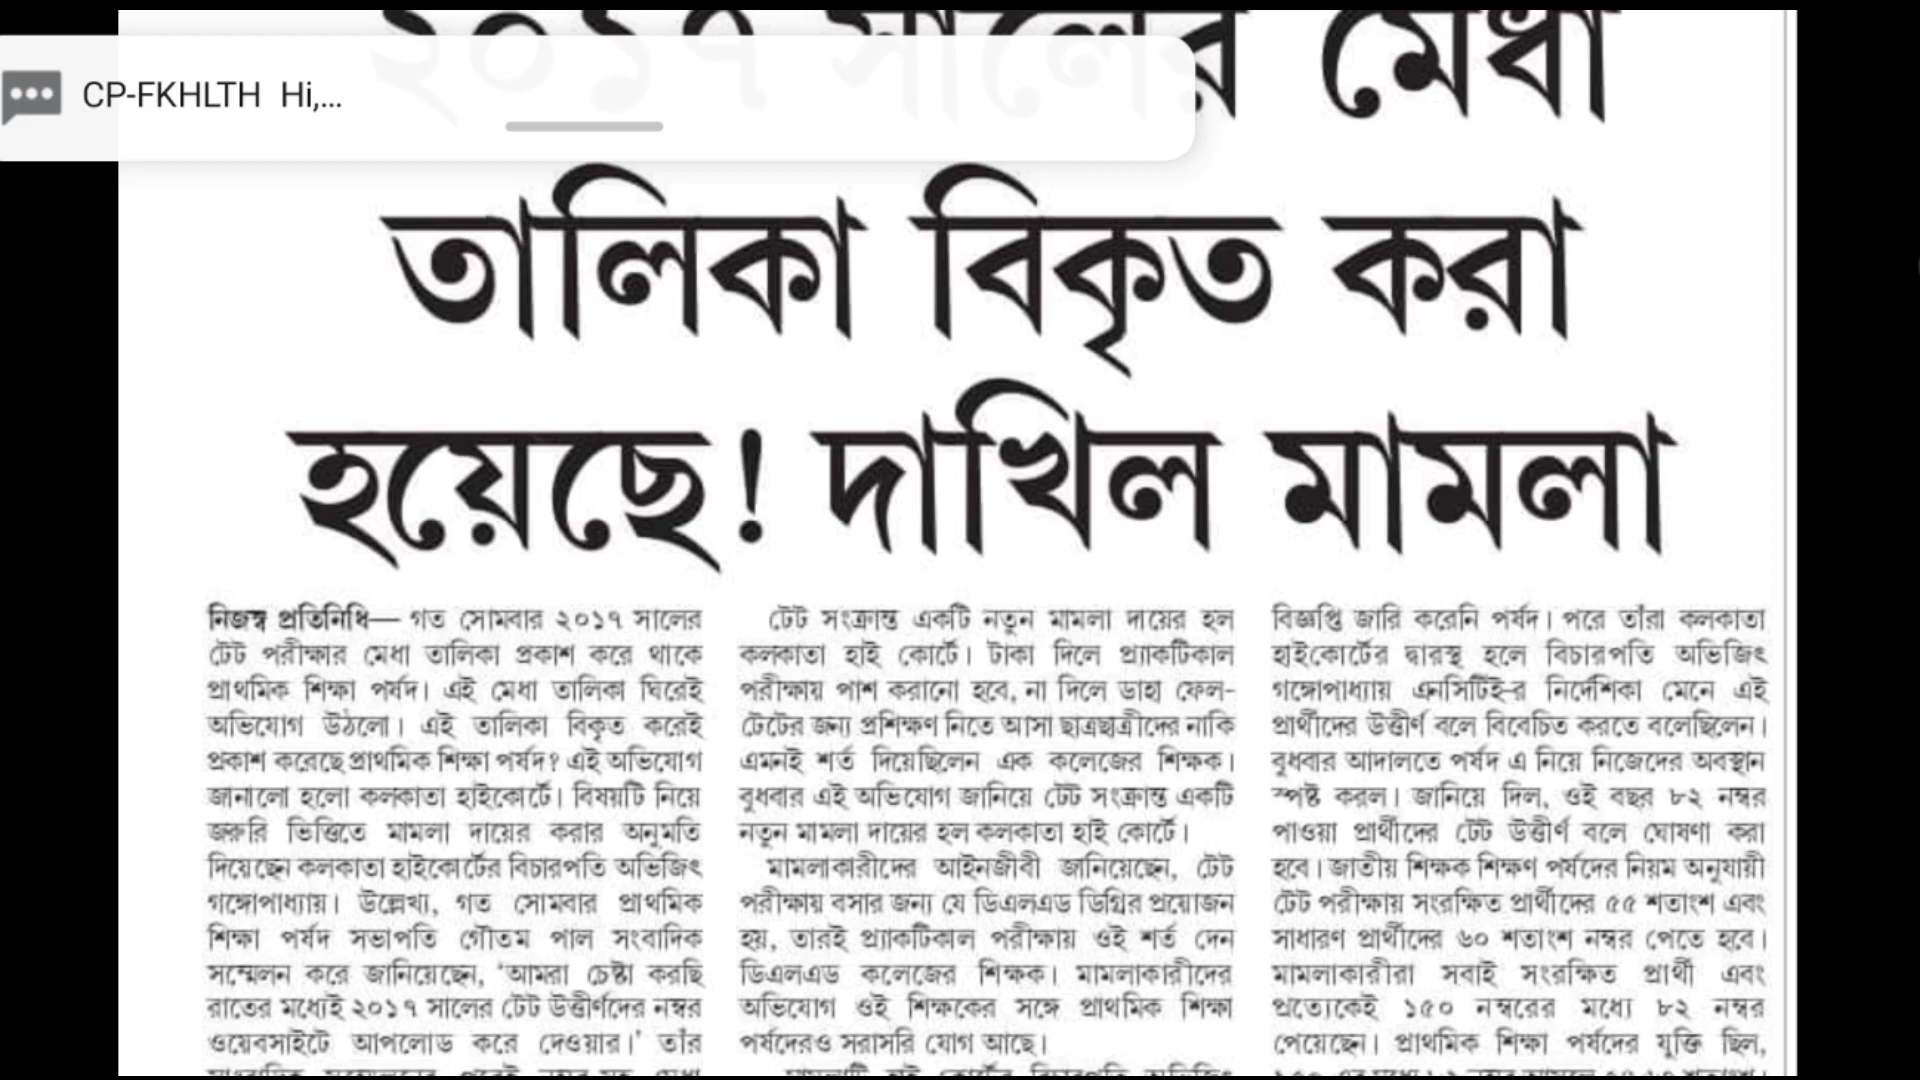 ২০১৭ সালের মেধা
CP-FKHLTH Hi,...
তালিকা বিকৃত করা
হয়েছে! দাখিল মামলা
নিজস্ব প্রতিনিধি— গত সোমবার ২০১৭ সালের
টেট পরীক্ষার মেধা তালিকা প্রকাশ করে থাকে
প্রাথমিক শিক্ষা পর্ষদ। এই মেধা তালিকা ঘিরেই
অভিযোগ উঠলো। এই তালিকা বিকৃত করেই
প্রকাশ করেছে প্রাথমিক শিক্ষা পর্ষদ? এই অভিযোগ
জানালো হলো কলকাতা হাইকোর্টে। বিষয়টি নিয়ে
জরুরি ভিত্তিতে মামলা দায়ের করার অনুমতি
দিয়েছেন কলকাতা হাইকোর্টের বিচারপতি অভিজিৎ
গঙ্গোপাধ্যায়। উল্লেখ্য, গত সোমবার প্রাথমিক
শিক্ষা পর্ষদ সভাপতি গৌতম পাল সংবাদিক
সম্মেলন করে জানিয়েছেন, ‘আমরা চেষ্টা করছি
রাতের মধ্যেই ২০১৭ সালের টেট উত্তীর্ণদের নম্বর
ওয়েবসাইটে আপলোড করে দেওয়ার।’ তাঁর
টেট সংক্রান্ত একটি নতুন মামলা দায়ের হল
কলকাতা হাই কোর্টে। টাকা দিলে প্র্যাকটিকাল
পরীক্ষায় পাশ করানো হবে, না দিলে ডাহা ফেল-
টেটের জন্য প্রশিক্ষণ নিতে আসা ছাত্রছাত্রীদের নাকি
এমনই শর্ত দিয়েছিলেন এক কলেজের শিক্ষক।
বুধবার এই অভিযোগ জানিয়ে টেট সংক্রান্ত একটি
নতুন মামলা দায়ের হল কলকাতা হাই কোর্টে।
মামলাকারীদের আইনজীবী জানিয়েছেন, টেট
পরীক্ষায় বসার জন্য যে ডিএলএড ডিগ্রির প্রয়োজন
হয়, তারই প্র্যাকটিকাল পরীক্ষায় ওই শর্ত দেন
ডিএলএড কলেজের শিক্ষক। মামলাকারীদের
অভিযোগ ওই শিক্ষকের সঙ্গে প্রাথমিক শিক্ষা
পর্ষদেরও সরাসরি যোগ আছে।
বিজ্ঞপ্তি জারি করেনি পর্ষদ। পরে তাঁরা কলকাতা
হাইকোর্টের দ্বারস্থ হলে বিচারপতি অভিজিৎ
গঙ্গোপাধ্যায় এনসিটিই-র নির্দেশিকা মেনে এই
প্রার্থীদের উত্তীর্ণ বলে বিবেচিত করতে বলেছিলেন।
বুধবার আদালতে পর্ষদ এ নিয়ে নিজেদের অবস্থান
স্পষ্ট করল। জানিয়ে দিল, ওই বছর ৮২ নম্বর
পাওয়া প্রার্থীদের টেট উত্তীর্ণ বলে ঘোষণা করা
হবে। জাতীয় শিক্ষক শিক্ষণ পর্ষদের নিয়ম অনুযায়ী
টেট পরীক্ষায় সংরক্ষিত প্রার্থীদের ৫৫ শতাংশ এবং
সাধারণ প্রার্থীদের ৬০ শতাংশ নম্বর পেতে হবে।
মামলাকারীরা সবাই সংরক্ষিত প্রার্থী এবং
প্রত্যেকেই ১৫০ নম্বরের মধ্যে ৮২ নম্বর
পেয়েছেন। প্রাথমিক শিক্ষা পর্ষদের যুক্তি ছিল,